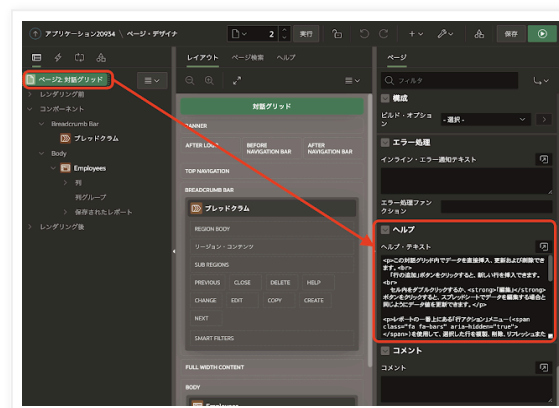 アプリケーション20934 \ ページ・デザイナ
2
実行
保存
レイアウト ページ検索 ヘルプ
ページ
ページ2: 対話グリッド
レンダリング前
コンポーネント
Breadcrumb Bar
ブレッドクラム
Body
Employees
列
列グループ
保存されたレポート
レンダリング後
対話グリッド
BANNER
AFTER LOGO
BEFORE NAVIGATION BAR
AFTER NAVIGATION BAR
TOP NAVIGATION
BREADCRUMB BAR
ブレッドクラム
REGION BODY
リージョン・コンテンツ
SUB REGIONS
PREVIOUS CLOSE DELETE HELP
CHANGE EDIT COPY CREATE
NEXT
SMART FILTERS
FULL WIDTH CONTENT
BODY
Employees
フィルタ
構成
ビルド・オプション
- 選択 -
エラー処理
インライン・エラー通知テキスト
エラー処理ファンクション
ヘルプ
ヘルプ・テキスト
<p>この対話グリッド内でデータを直接挿入、更新および削除できます。<br>
「行の追加」ボタンをクリックすると、新しい行を挿入できます。<br>
セル内をダブルクリックするか、<strong>「編集」</strong>
ボタンをクリックすると、スプレッドシートでデータを編集する場合と
同じようにデータ値を更新できます。</p>
<p>レポートの一番上にある「行アクション」メニュー(<span
class="fa fa-bars" aria-hidden="true">
</span>)を使用して、選択した行を複製、削除、リフレッシュまた
コメント
コメント